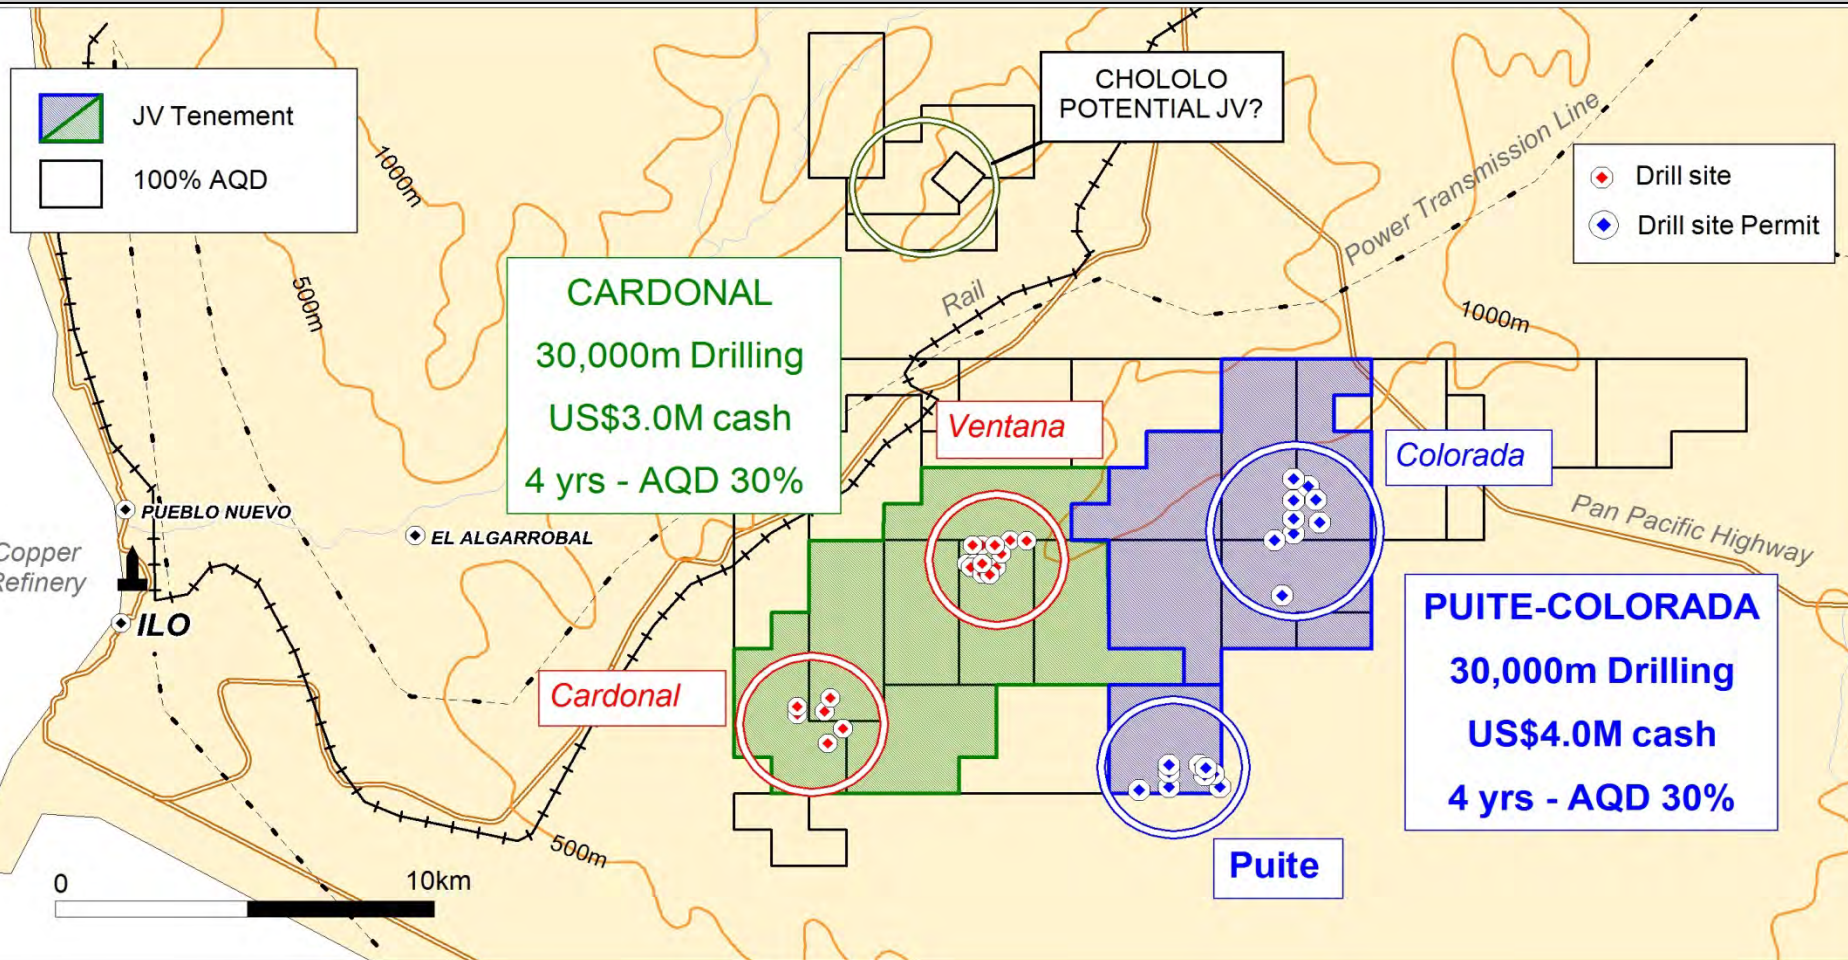 JV Tenement
100% AQD
1000m
500m
CHOLOLO
POTENTIAL JV?
Power Transmission Line
Drill site
Drill site Permit
Rail
1000m
CARDONAL
30,000m Drilling
US$3.0M cash
4 yrs - AQD 30%
Ventana
Colorada
Pan Pacific Highway
PUEBLO NUEVO
EL ALGARROBAL
Copper
Refinery
ILO
Cardonal
PUITE-COLORADA
30,000m Drilling
US$4.0M cash
4 yrs - AQD 30%
Puite
500m
0
10km